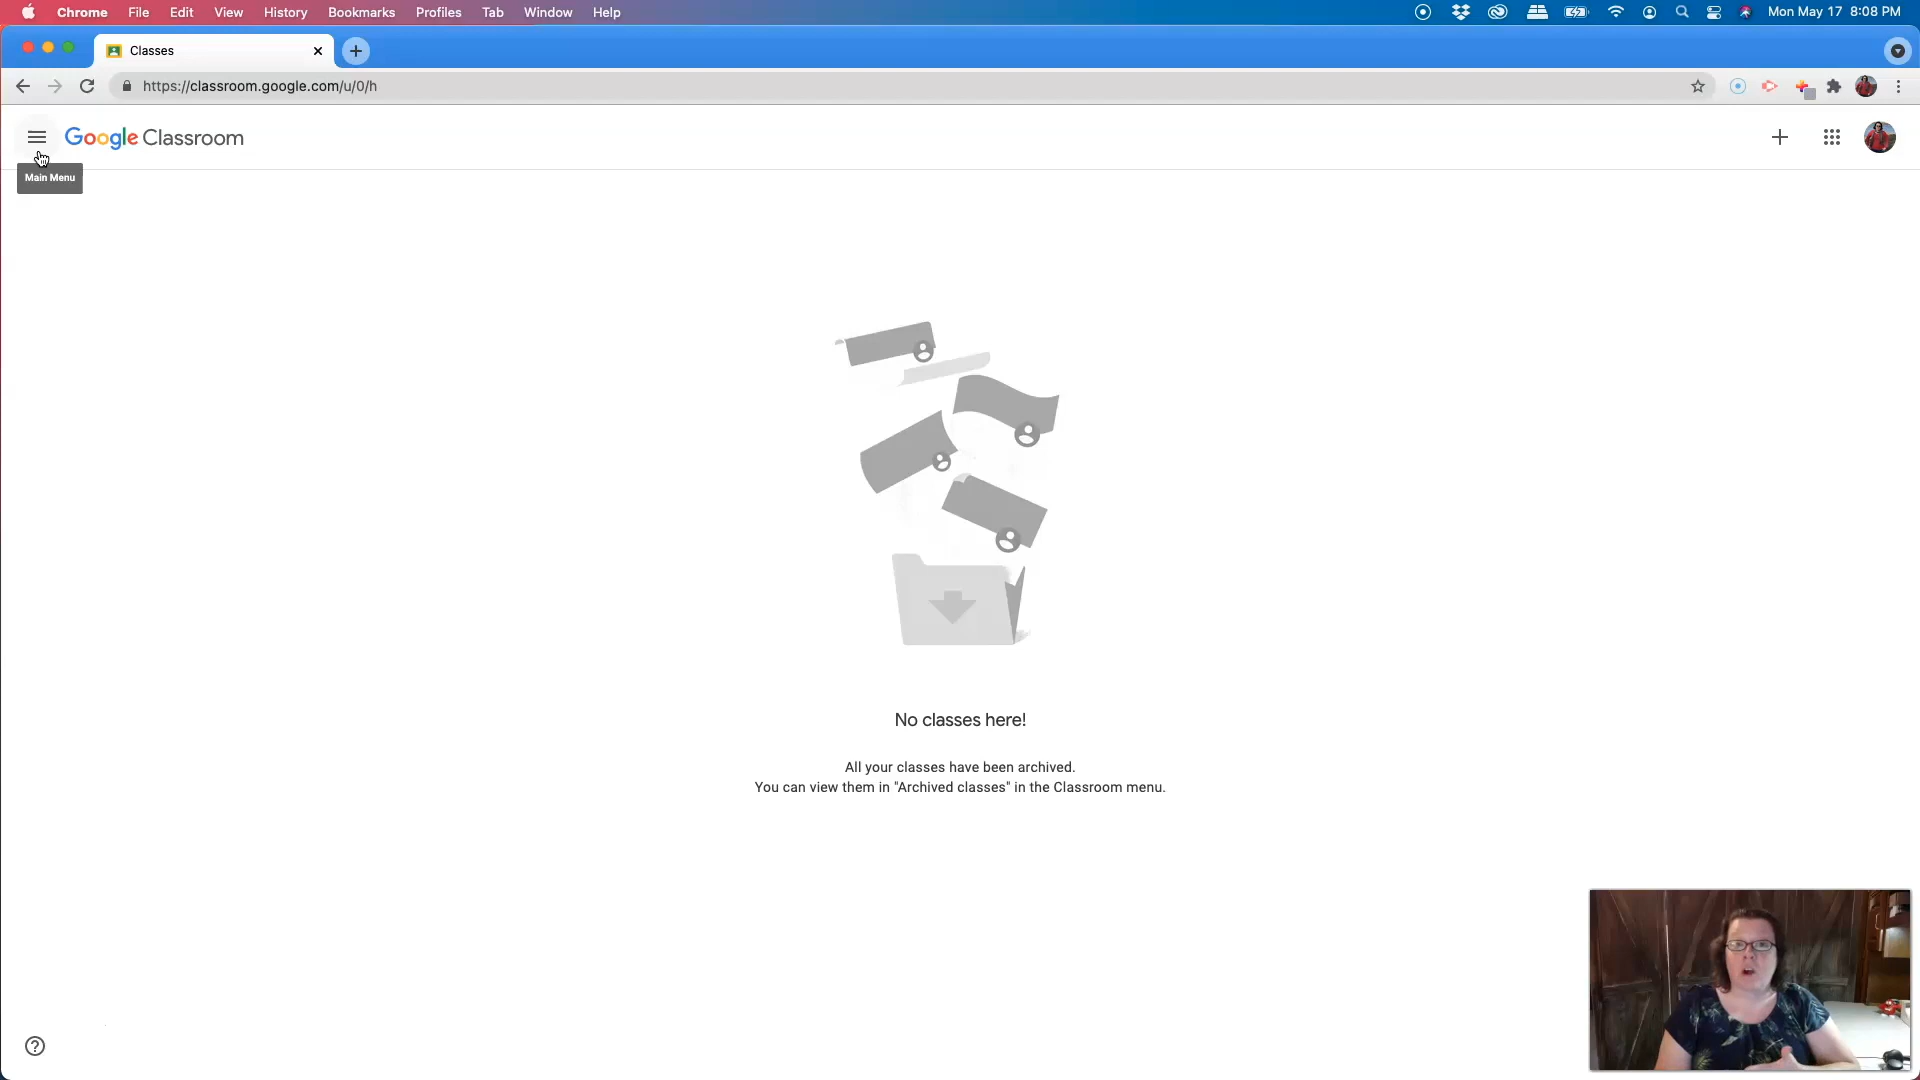 Chrome File Edit View History Bookmarks Profiles Tab Window Help Mon May 17 8:08 PM
Classes
https://classroom.google.com/u/0/h
Google Classroom
Main Menu
No classes here!
All your classes have been archived.
You can view them in "Archived classes" in the Classroom menu.